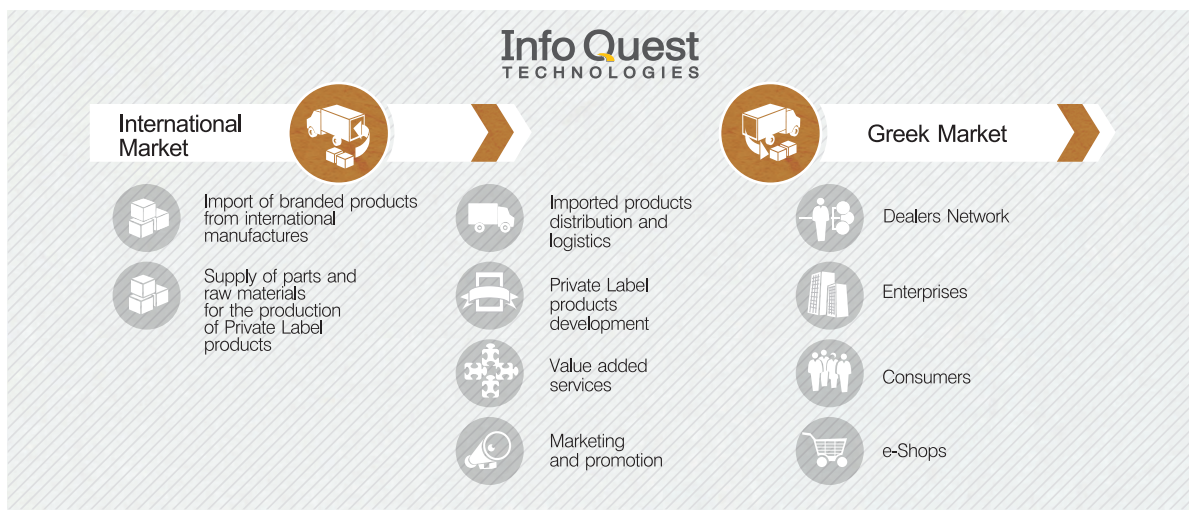 Info Quest
TECHNOLOGIES
International
Market
Greek Market
Import of branded products
from international
manufactures
Supply of parts and
raw materials
for the production
of Private Label
products
Imported products
distribution and
logistics
Private Label
products
development
Value added
services
Marketing
and promotion
Dealers Network
Enterprises
Consumers
e-Shops